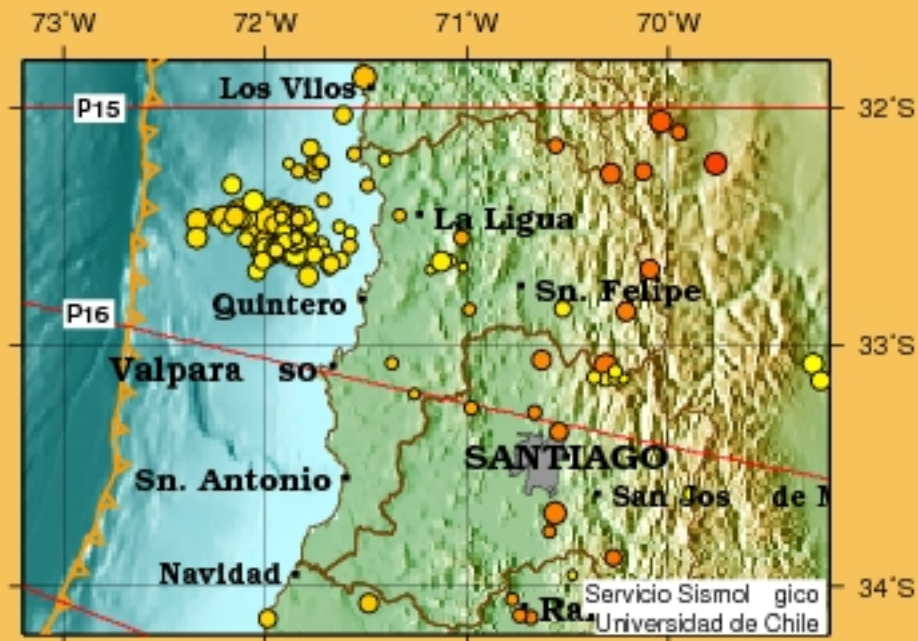 73°W 72°W 71°W 70°W
Los Vilos
P15 32°S
La Ligua
Sn. Felipe
Quintero
P16
33°S
Valpara so
SANTIAGO
Sn. Antonio
San Jos de M
Navidad
34°S
Servicio Sismol gico
Ra.
Universidad de Chile